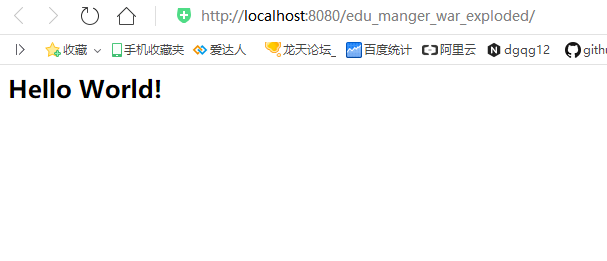 http://localhost:8080/edu_manger_war_exploded/
收藏 手机收藏夹 爱达人 龙天论坛_ 百度统计 阿里云 dgqg12 gith
Hello World!